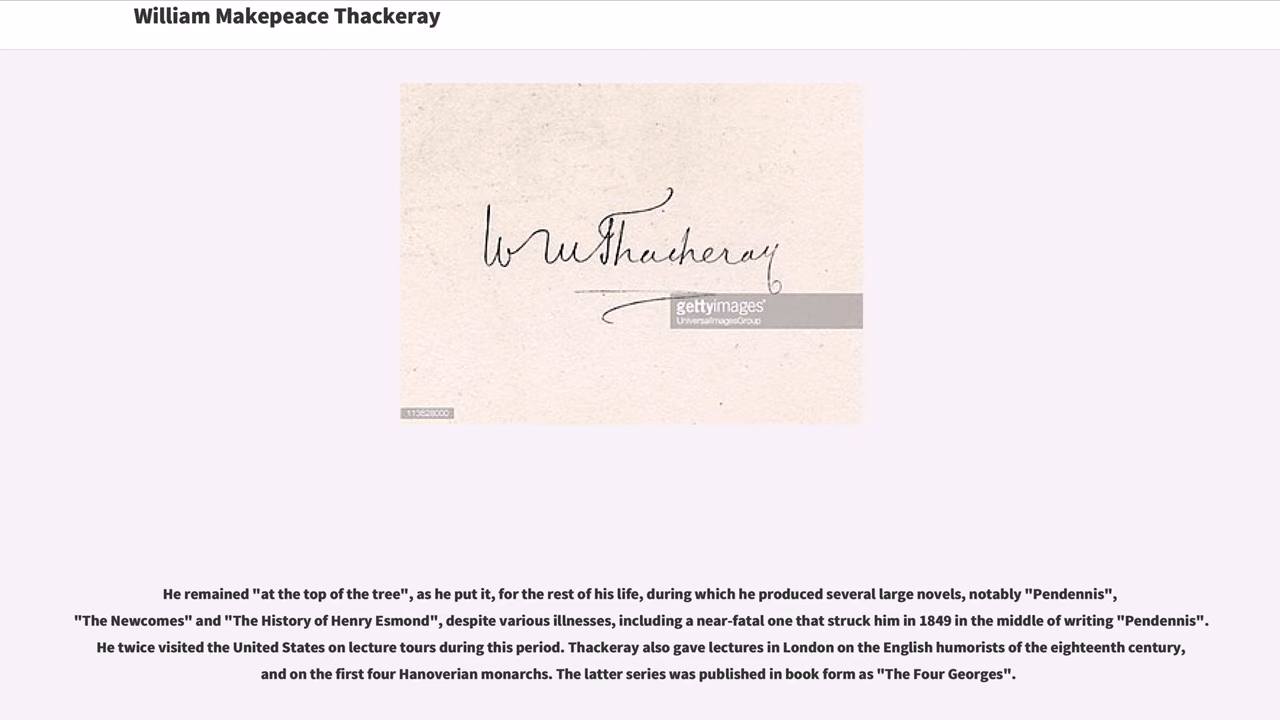 William Makepeace Thackeray
W M Thackeray
gettyimages®
UniversalImagesGroup
113629000
He remained "at the top of the tree", as he put it, for the rest of his life, during which he produced several large novels, notably "Pendennis",
"The Newcomes" and "The History of Henry Esmond", despite various illnesses, including a near-fatal one that struck him in 1849 in the middle of writing "Pendennis".
He twice visited the United States on lecture tours during this period. Thackeray also gave lectures in London on the English humorists of the eighteenth century,
and on the first four Hanoverian monarchs. The latter series was published in book form as "The Four Georges".